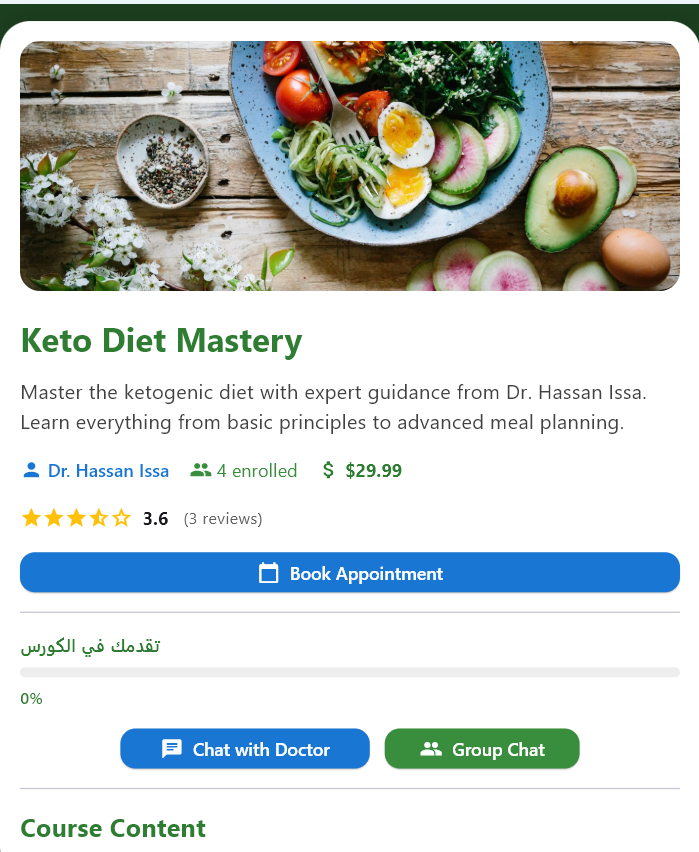 Keto Diet Mastery
Master the ketogenic diet with expert guidance from Dr. Hassan Issa.
Learn everything from basic principles to advanced meal planning.
Dr. Hassan Issa 4 enrolled $ $29.99
3.6 (3 reviews)
Book Appointment
تقدمك في الكورس
0%
Chat with Doctor Group Chat
Course Content